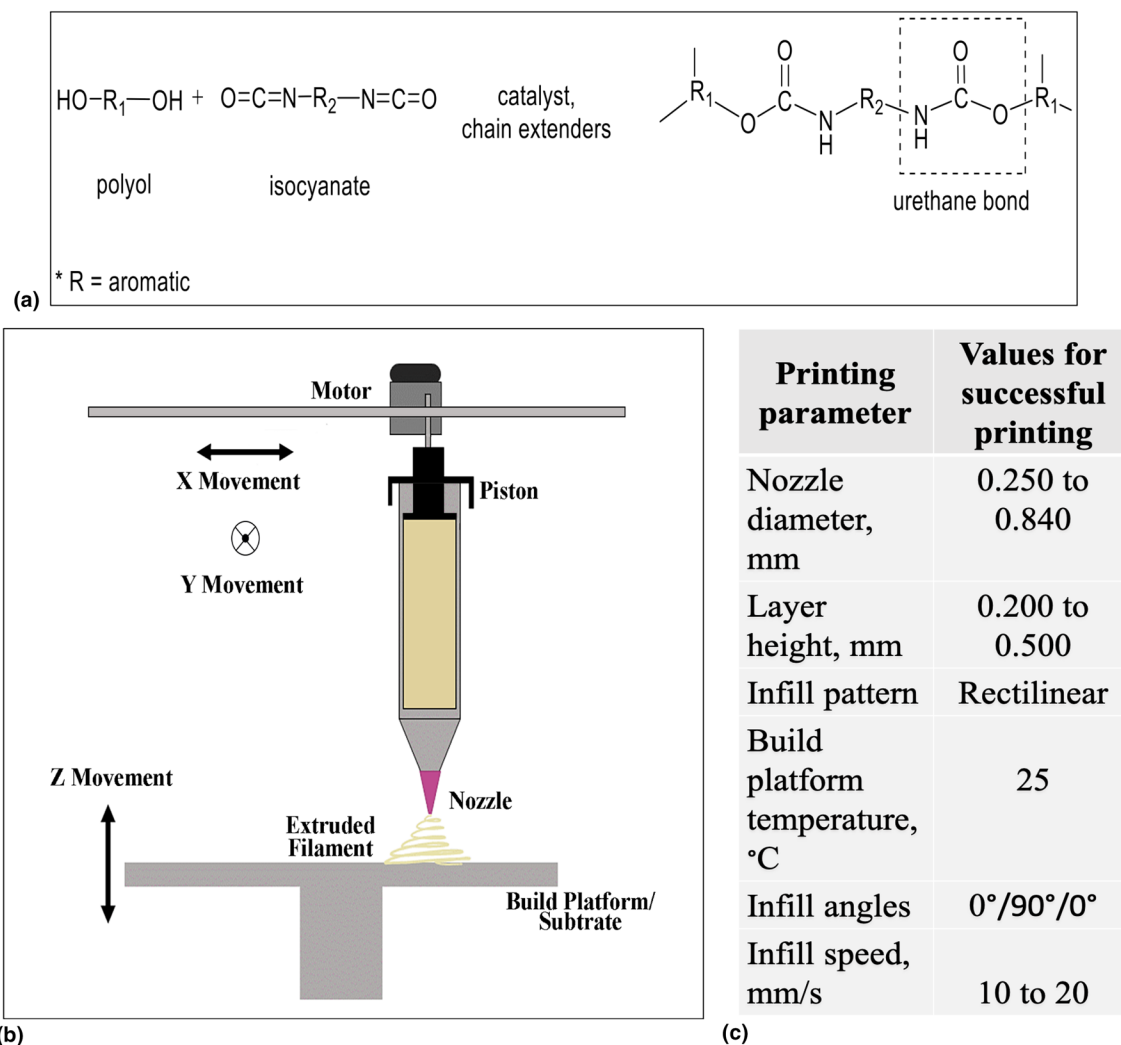 HO–R₁—OH + O=C=N–R₂—N=C=O
catalyst,
chain extenders
polyol
isocyanate
R₁
O
C
O
N
H
R₂
N
H
C
O
O
R₁
urethane bond
* R = aromatic
(a)
Motor
X Movement
Piston
Y Movement
Z Movement
Nozzle
Extruded
Filament
Build Platform/
Subtrate
(b)
Printing
parameter
Values for
successful
printing
Nozzle
diameter,
mm
0.250 to
0.840
Layer
height, mm
0.200 to
0.500
Infill pattern
Rectilinear
Build
platform
temperature,
°C
25
Infill angles
0°/90°/0°
Infill speed,
mm/s
10 to 20
(c)